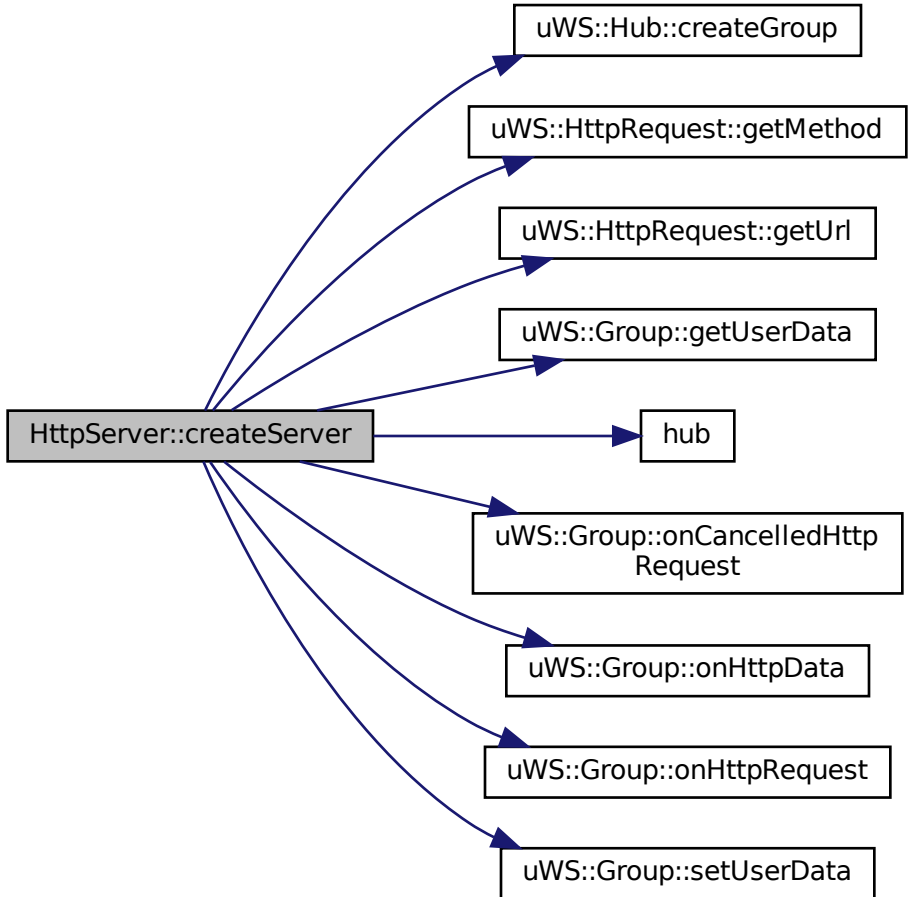 uWS::Hub::createGroup
uWS::HttpRequest::getMethod
uWS::HttpRequest::getUrl
uWS::Group::getUserData
HttpServer::createServer
hub
uWS::Group::onCancelledHttp
Request
uWS::Group::onHttpData
uWS::Group::onHttpRequest
uWS::Group::setUserData